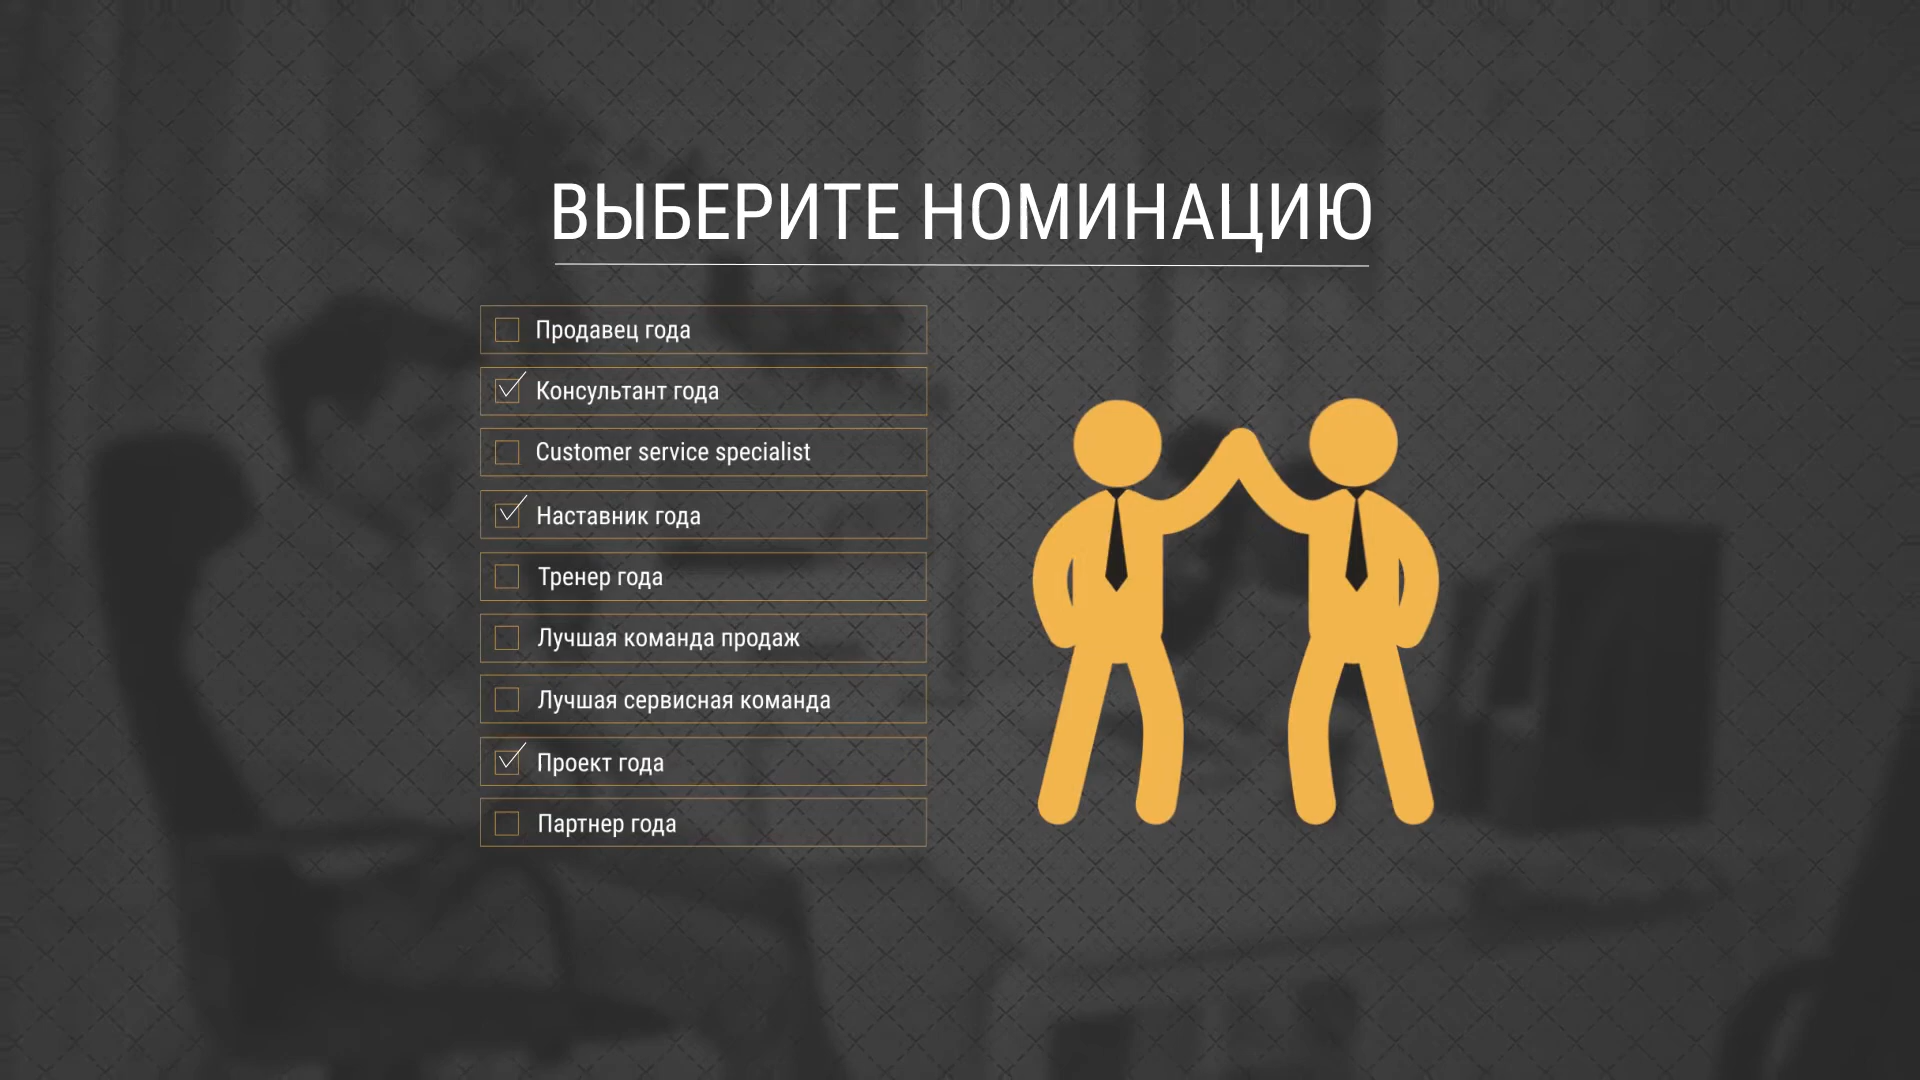 ВЫБЕРИТЕ НОМИНАЦИЮ
Продавец года
Консультант года
Customer service specialist
Наставник года
Тренер года
Лучшая команда продаж
Лучшая сервисная команда
Проект года
Партнер года